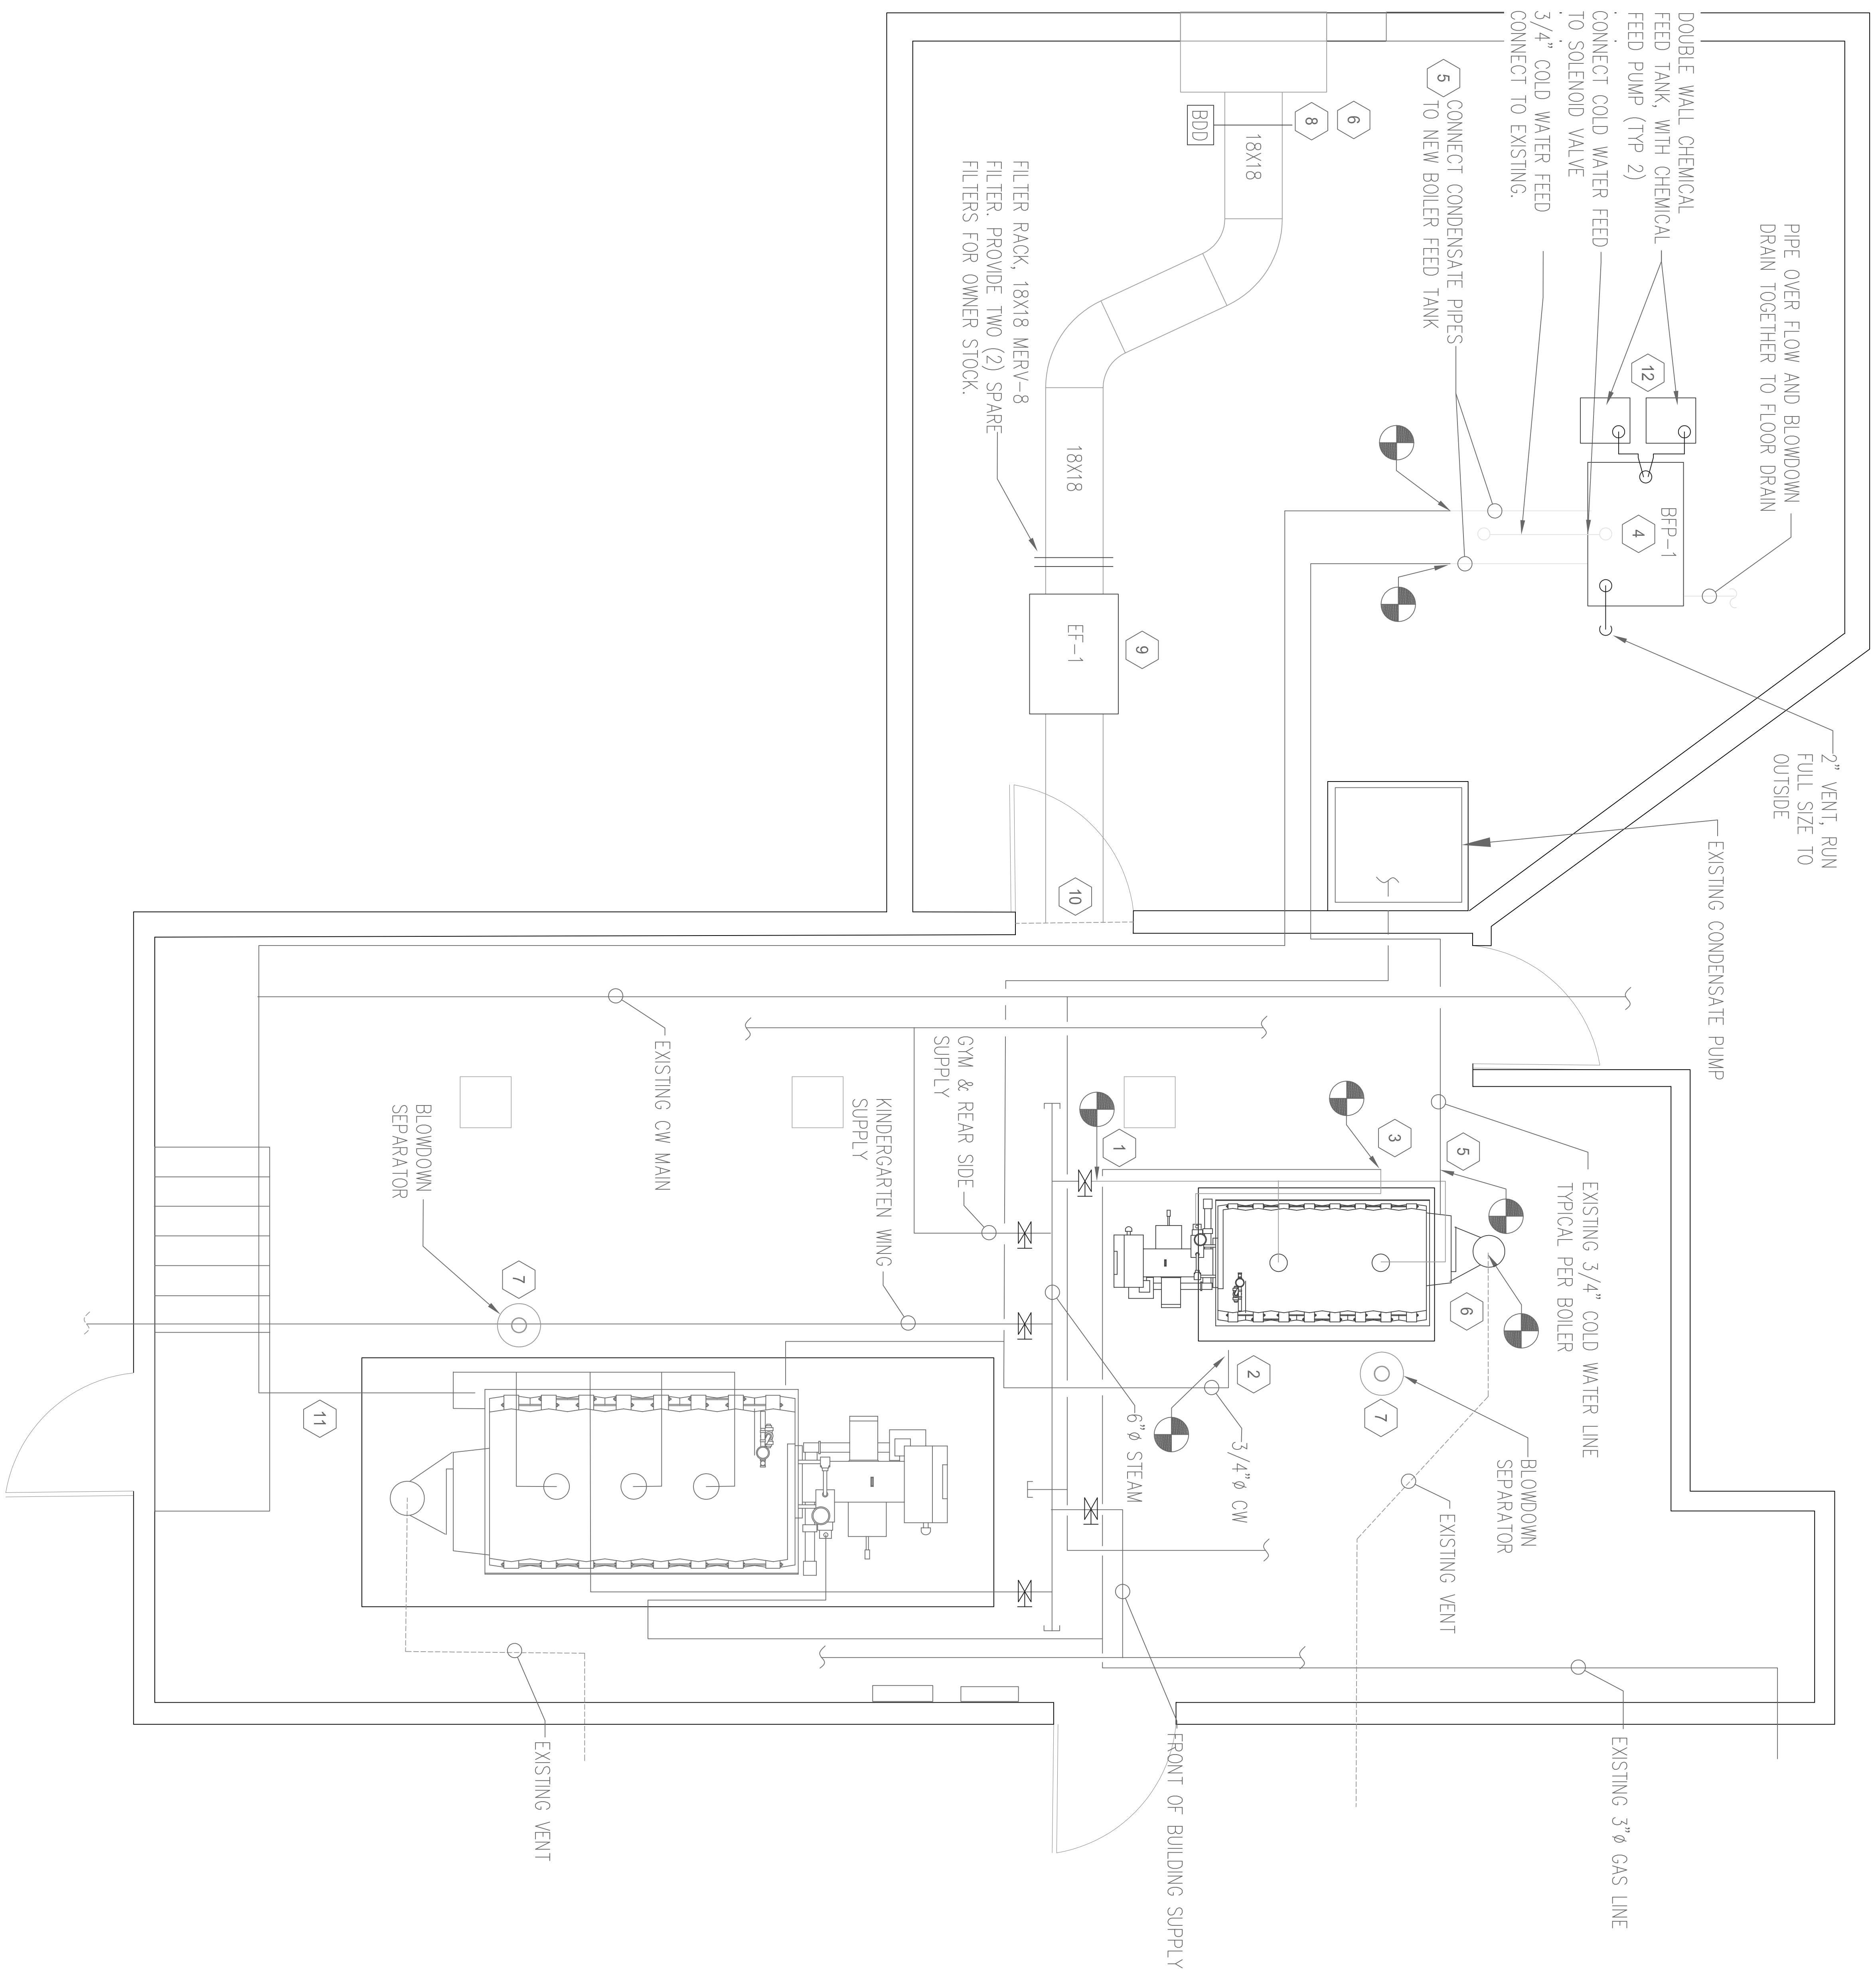 DOUBLE WALL CHEMICAL
FEED TANK, WITH CHEMICAL
FEED PUMP (TYP 2)
CONNECT COLD WATER FEED
TO SOLENOID VALVE
3/4" COLD WATER FEED
CONNECT TO EXISTING.
PIPE OVER FLOW AND BLOWDOWN
DRAIN TOGETHER TO FLOOR DRAIN
5
CONNECT CONDENSATE PIPES
TO NEW BOILER FEED TANK
6
8
BDD
18X18
FILTER RACK, 18X18 MERV-8
FILTER. PROVIDE TWO (2) SPARE
FILTERS FOR OWNER STOCK.
18X18
12
BFP-1
4
EF-1
9
2" VENT, RUN
FULL SIZE TO
OUTSIDE
EXISTING CONDENSATE PUMP
10
EXISTING CW MAIN
GYM & REAR SIDE
SUPPLY
KINDERGARTEN WING
SUPPLY
BLOWDOWN
SEPARATOR
7
1
3
5
EXISTING 3/4" COLD WATER LINE
TYPICAL PER BOILER
6
2
7
BLOWDOWN
SEPARATOR
6"ø STEAM
3/4"ø CW
EXISTING VENT
11
EXISTING VENT
FRONT OF BUILDING SUPPLY
EXISTING 3"ø GAS LINE